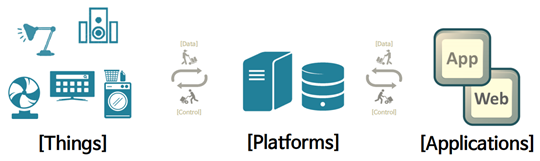 [Data]
[Control]
[Data]
[Control]
App
Web
[Things]
[Platforms]
[Applications]